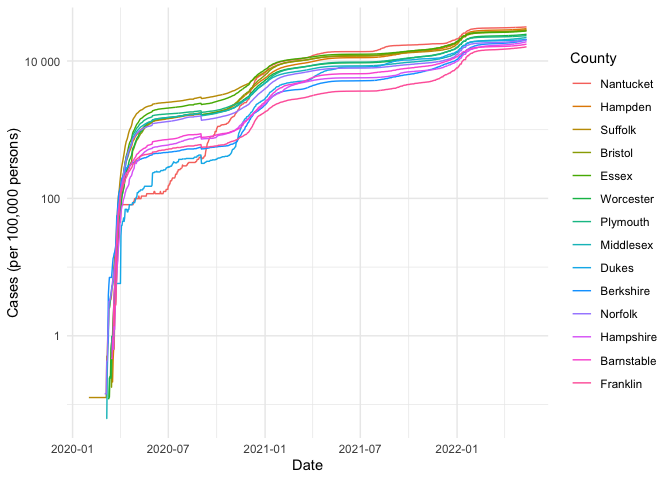 Cases (per 100,000 persons)
10 000
100
1
2020-01
2020-07
2021-01
2021-07
2022-01
Date
County
Nantucket
Hampden
Suffolk
Bristol
Essex
Worcester
Plymouth
Middlesex
Dukes
Berkshire
Norfolk
Hampshire
Barnstable
Franklin